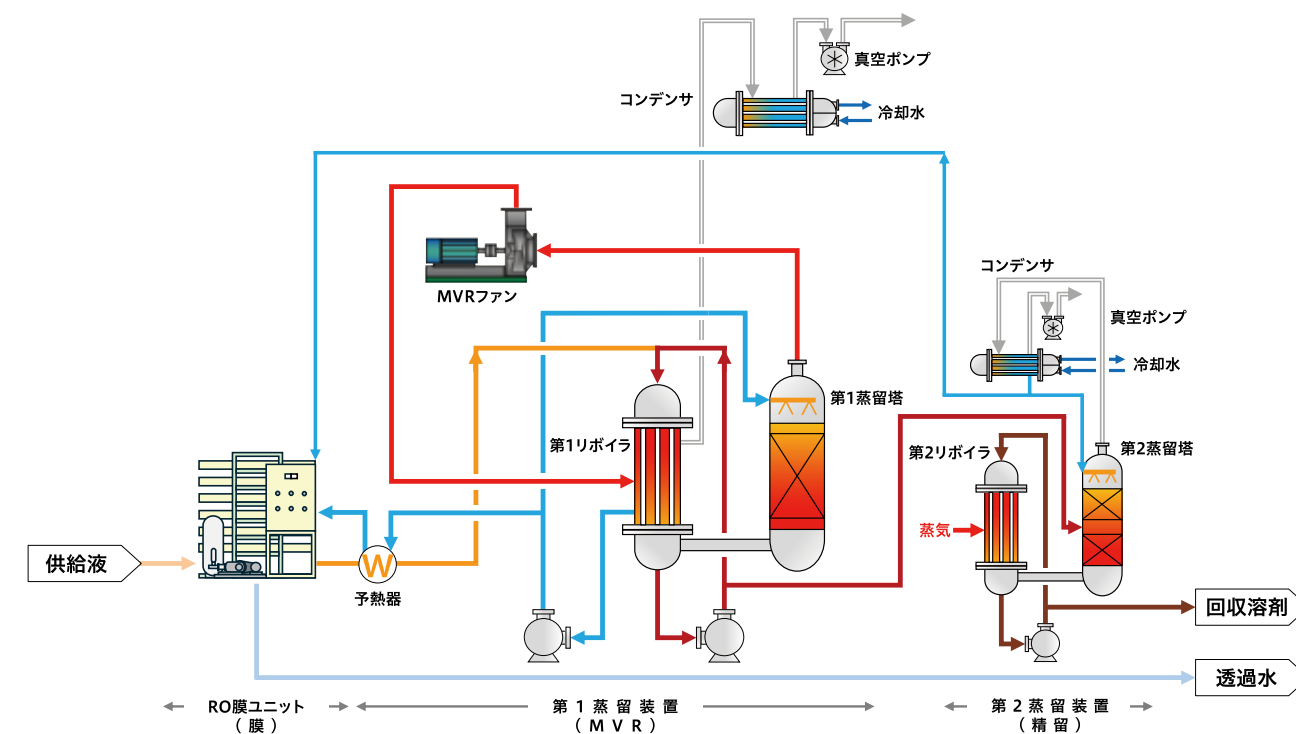 真空ポンプ
コンデンサ
冷却水
コンデンサ
MVRファン
真空ポンプ
冷却水
第1蒸留塔
第1リボイラ
第2リボイラ
第2蒸留塔
蒸気
供給液
W
予熱器
回収溶剤
透過水
RO膜ユニット
(膜)
第1蒸留装置
(MVR)
第2蒸留装置
(精留)